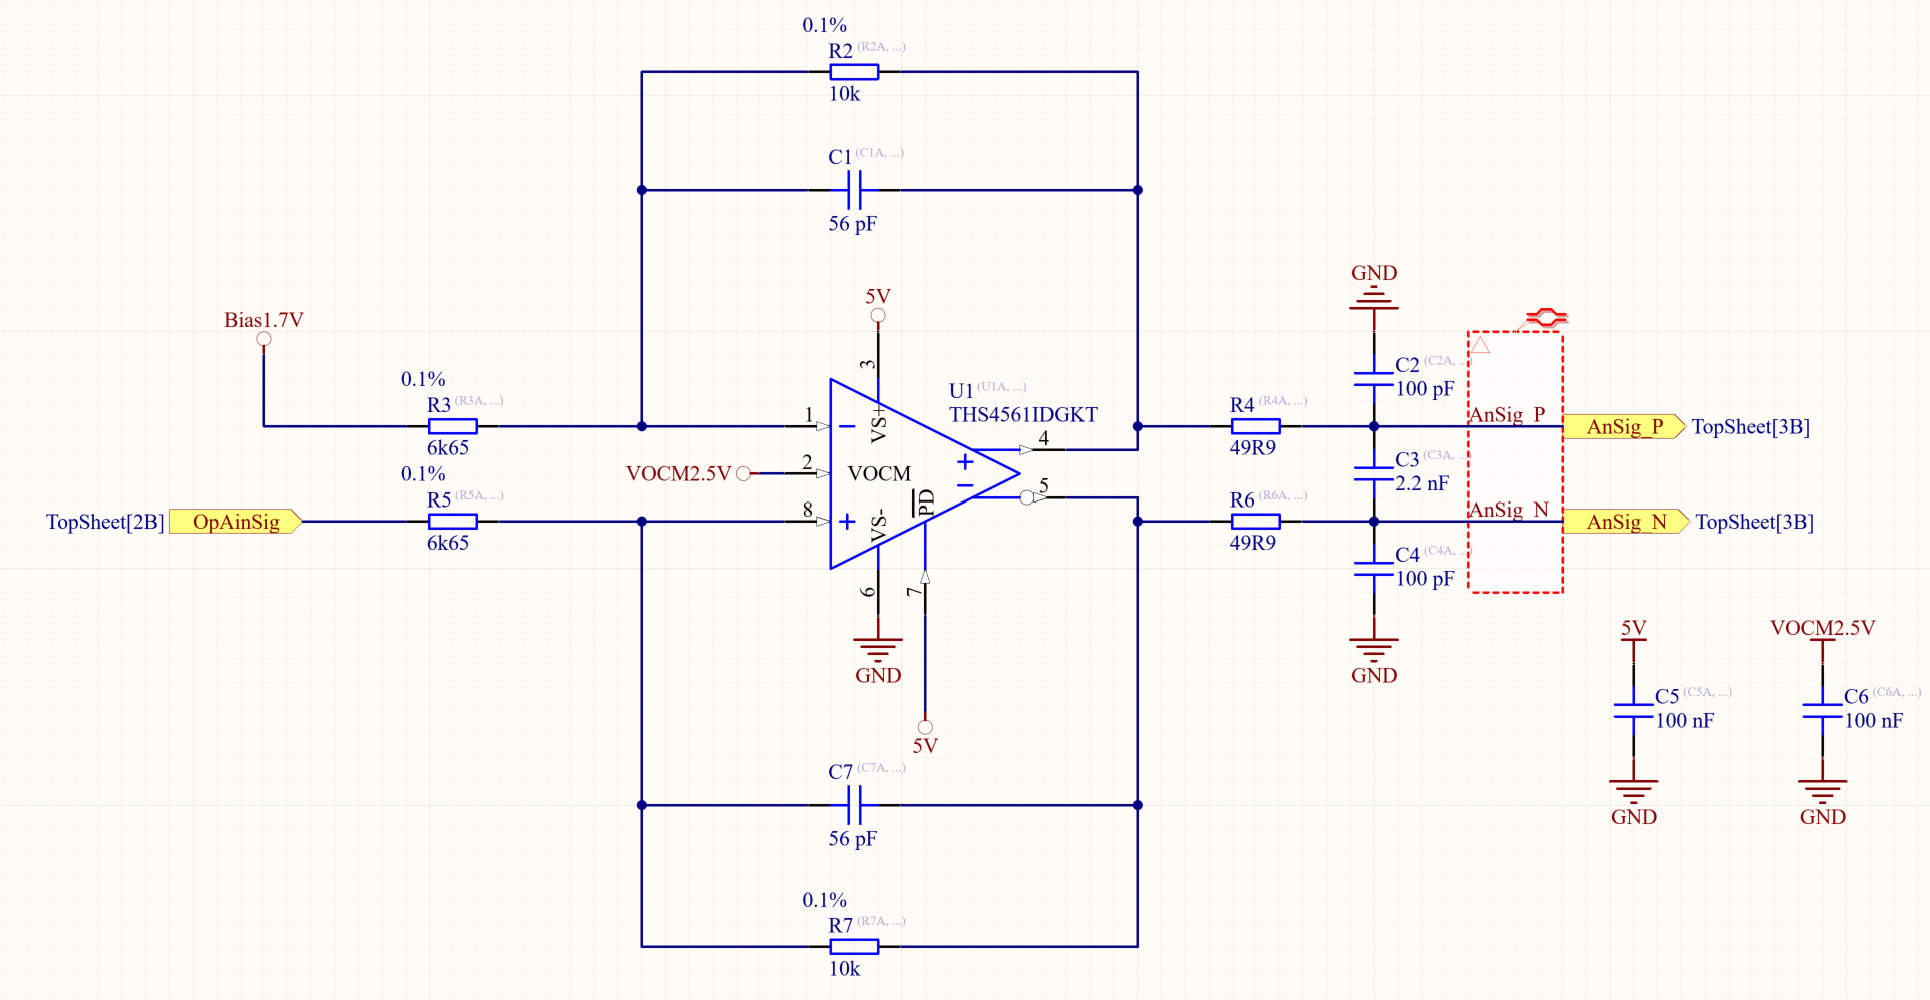 0.1%
R2 (R2A, ...)
10k
C1 (C1A, ...)
56 pF
GND
5V
Bias1.7V
3
C2 (C2A, ...)
100 pF
0.1%
R3 (R3A, ...)
6k65
1
VS+
U1 (U1A, ...)
THS4561IDGKT
4
R4 (R4A, ...)
49R9
AnSig_P
AnSig_P
TopSheet[3B]
VOCM2.5V
2
VOCM
C3 (C3A, ...)
2.2 nF
0.1%
R5 (R5A, ...)
6k65
TopSheet[2B]
OpAinSig
8
VS-
PD
5
R6 (R6A, ...)
49R9
AnSig_N
AnSig_N
TopSheet[3B]
C4 (C4A, ...)
100 pF
6
7
GND
GND
5V
5V
VOCM2.5V
C5 (C5A, ...)
100 nF
C6 (C6A, ...)
100 nF
GND
GND
C7 (C7A, ...)
56 pF
0.1%
R7 (R7A, ...)
10k